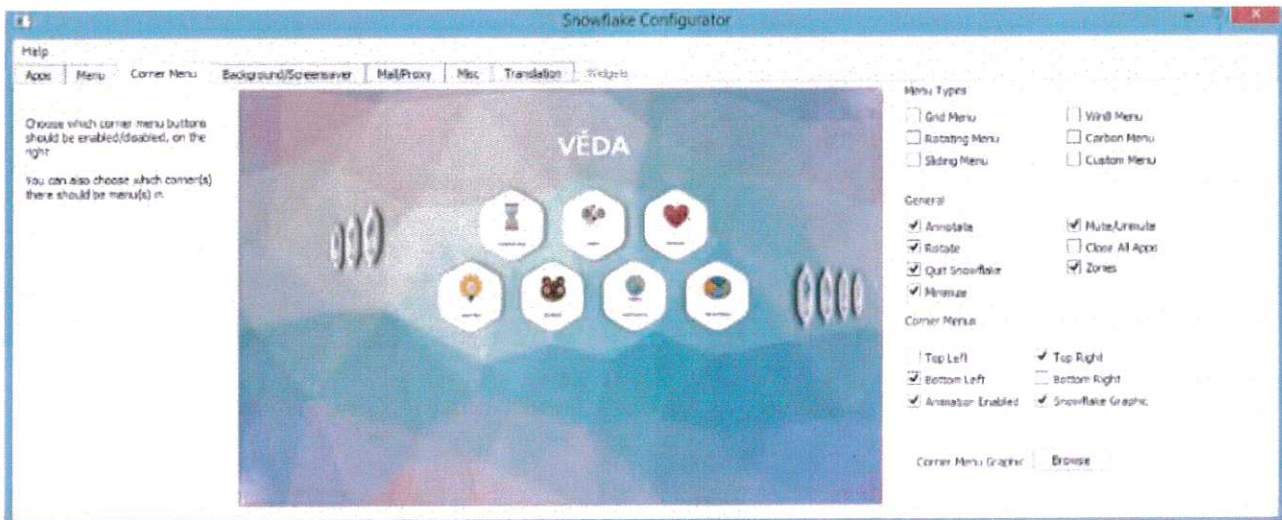 Snowflake Configurator
Help
Apps Menu Corner Menu Background/Screensaver Mail/Proxy Misc Translation Widgets
Choose which corner menu buttons
should be enabled/disabled, on the
right
You can also choose which corner(s)
there should be menu(s) in.
VÉDA
Menu Types
Grid Menu Win8 Menu
Rotating Menu Carbon Menu
Sliding Menu Custom Menu
General
Annotate Mute/Unmute
Rotate Close All Apps
Quit Snowflake Zones
Minimize
Corner Menus
Top Left Top Right
Bottom Left Bottom Right
Animation Enabled Snowflake Graphic
Corner Menu Graphic Browse